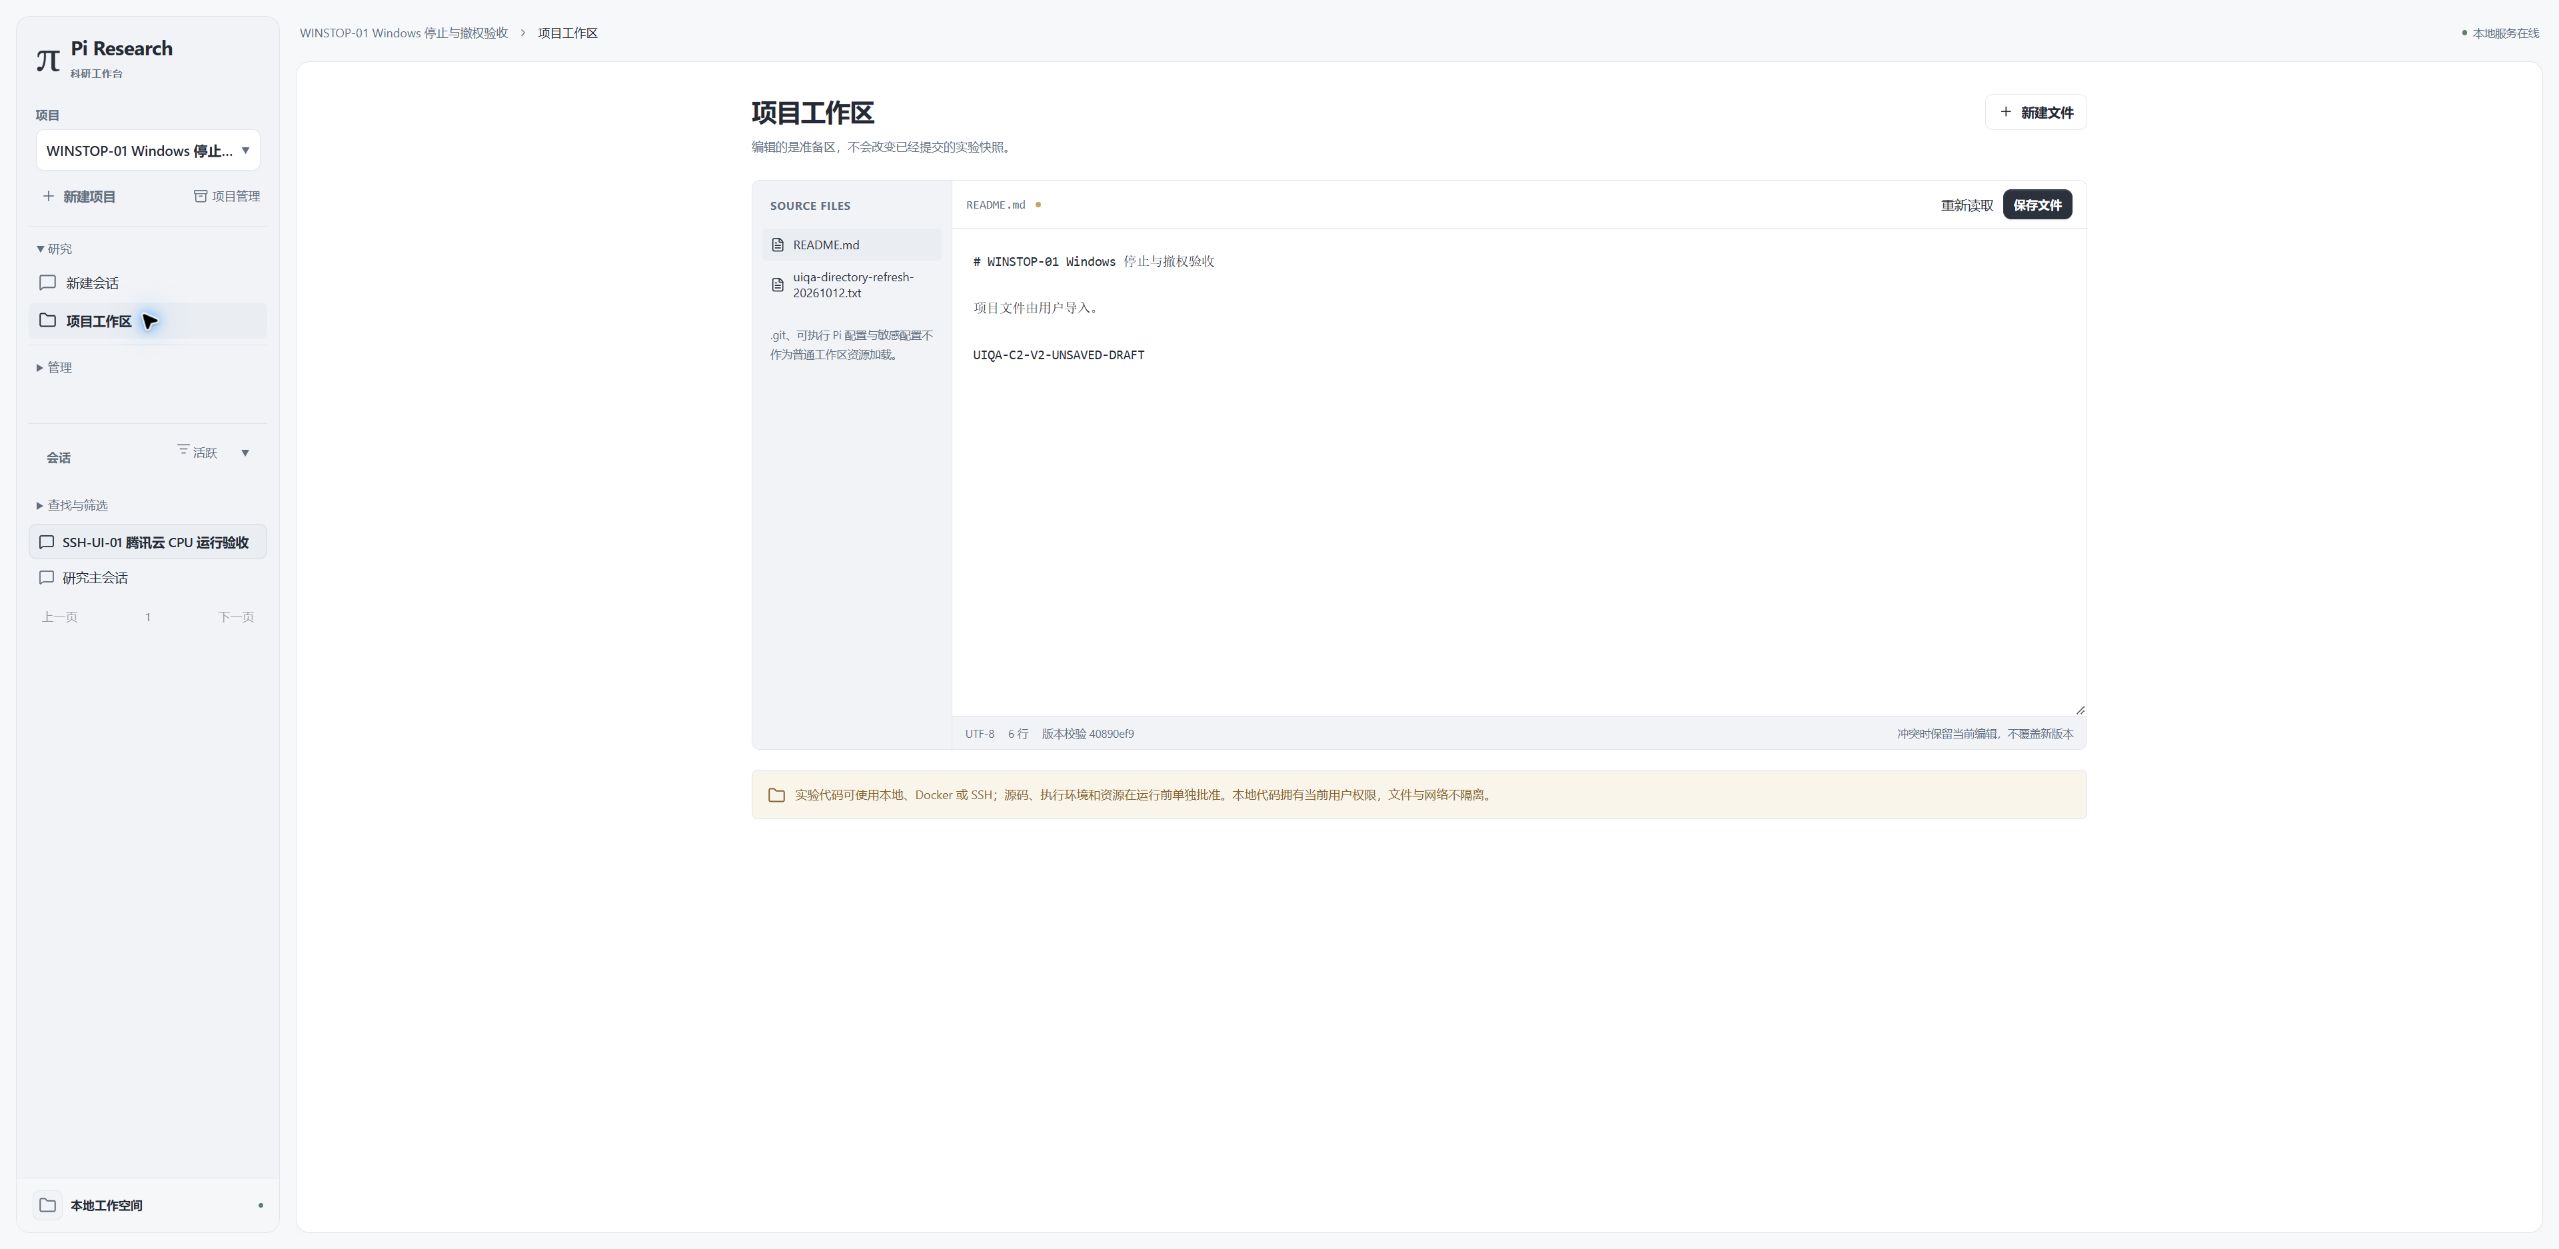 π Pi Research
科研工作台
项目
WINSTOP-01 Windows 停止... ▼
+ 新建项目 项目管理
▼ 研究
新建会话
项目工作区
▶ 管理
会话 活跃 ▼
▶ 查找与筛选
SSH-UI-01 腾讯云 CPU 运行验收
研究主会话
上一页 1 下一页
本地工作空间
WINSTOP-01 Windows 停止与撤权验收 › 项目工作区
本地服务在线
项目工作区
+ 新建文件
编辑的是准备区，不会改变已经提交的实验快照。
SOURCE FILES
README.md
uiqa-directory-refresh-
20261012.txt
.git、可执行 Pi 配置与敏感配置不
作为普通工作区资源加载。
README.md
重新读取 保存文件
# WINSTOP-01 Windows 停止与撤权验收
项目文件由用户导入。
UIQA-C2-V2-UNSAVED-DRAFT
UTF-8 6 行 版本校验 40890ef9
冲突时保留当前编辑，不覆盖新版本
实验代码可使用本地、Docker 或 SSH；源码、执行环境和资源在运行前单独批准。本地代码拥有当前用户权限，文件与网络不隔离。